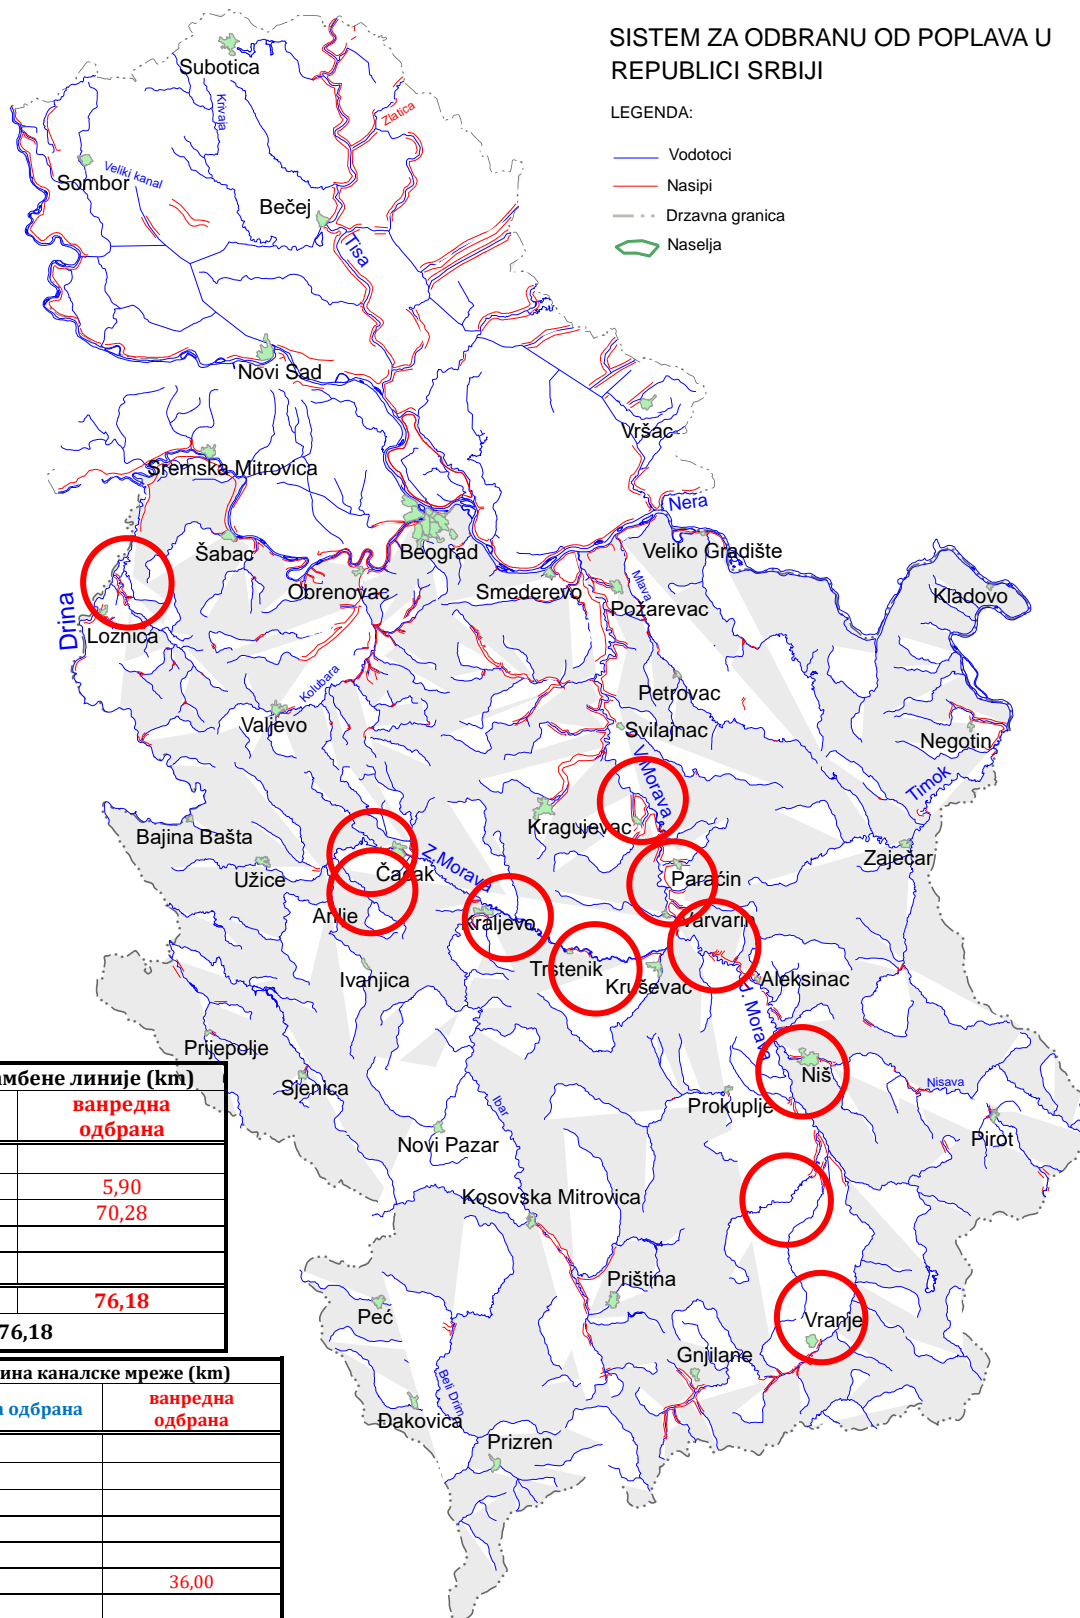 SISTEM ZA ODBRANU OD POPLAVA U
REPUBLICI SRBIJI
LEGENDA:
Vodotoci
Nasipi
Drzavna granica
Naselja
Subotica
Krivaja
Zlatica
Sombor
Veliki kanal
Bečej
Tisa
Novi Sad
Vršac
Sremska Mitrovica
Nera
Šabac
Beograd
Veliko Gradište
Obrenovac
Smederevo
Mlava
Požarevac
Kladovo
Drina
Loznica
Kolubara
Petrovac
Valjevo
Svilajnac
Negotin
V. Morava
Timok
Bajina Bašta
Kragujevac
Z.Morava
Zaječar
Užice
Čačak
Paraćin
Arilje
Kraljevo
Varvarin
Ivanjica
Trstenik
Kruševac
Aleksinac
J. Morava
Prijepolje
Niš
Sjenica
Nisava
Ibar
Prokuplje
Novi Pazar
Pirot
Kosovska Mitrovica
Priština
Peć
Vranje
Gnjilane
Beli Drim
Đakovica
Prizren
мбене линије (km)
ванредна
одбрана
5,90
70,28
76,18
76,18
ина каналске мреже (km)
а одбрана
ванредна
одбрана
36,00